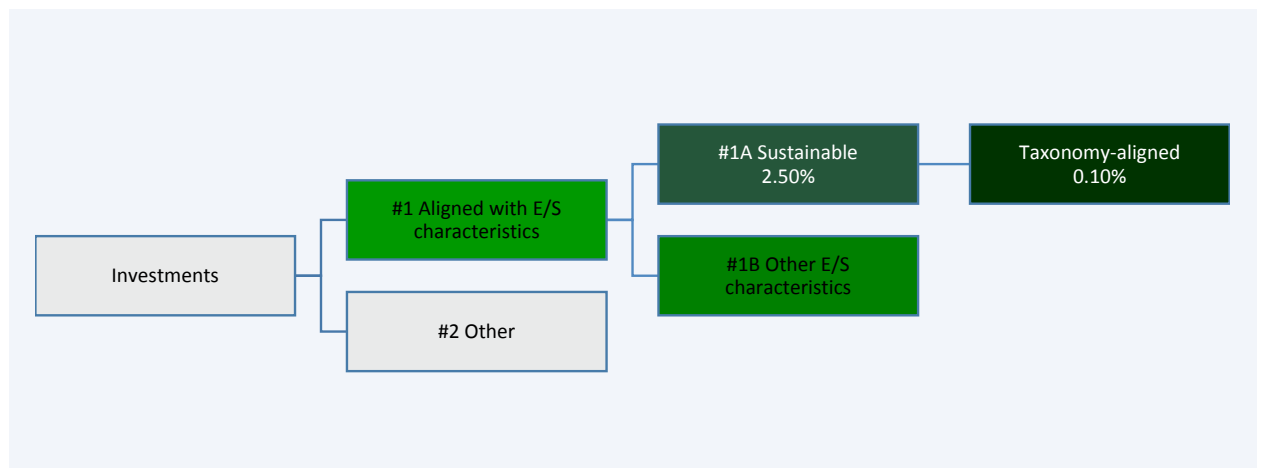 Investments
#1 Aligned with E/S
characteristics
#2 Other
#1A Sustainable
2.50%
#1B Other E/S
characteristics
Taxonomy-aligned
0.10%